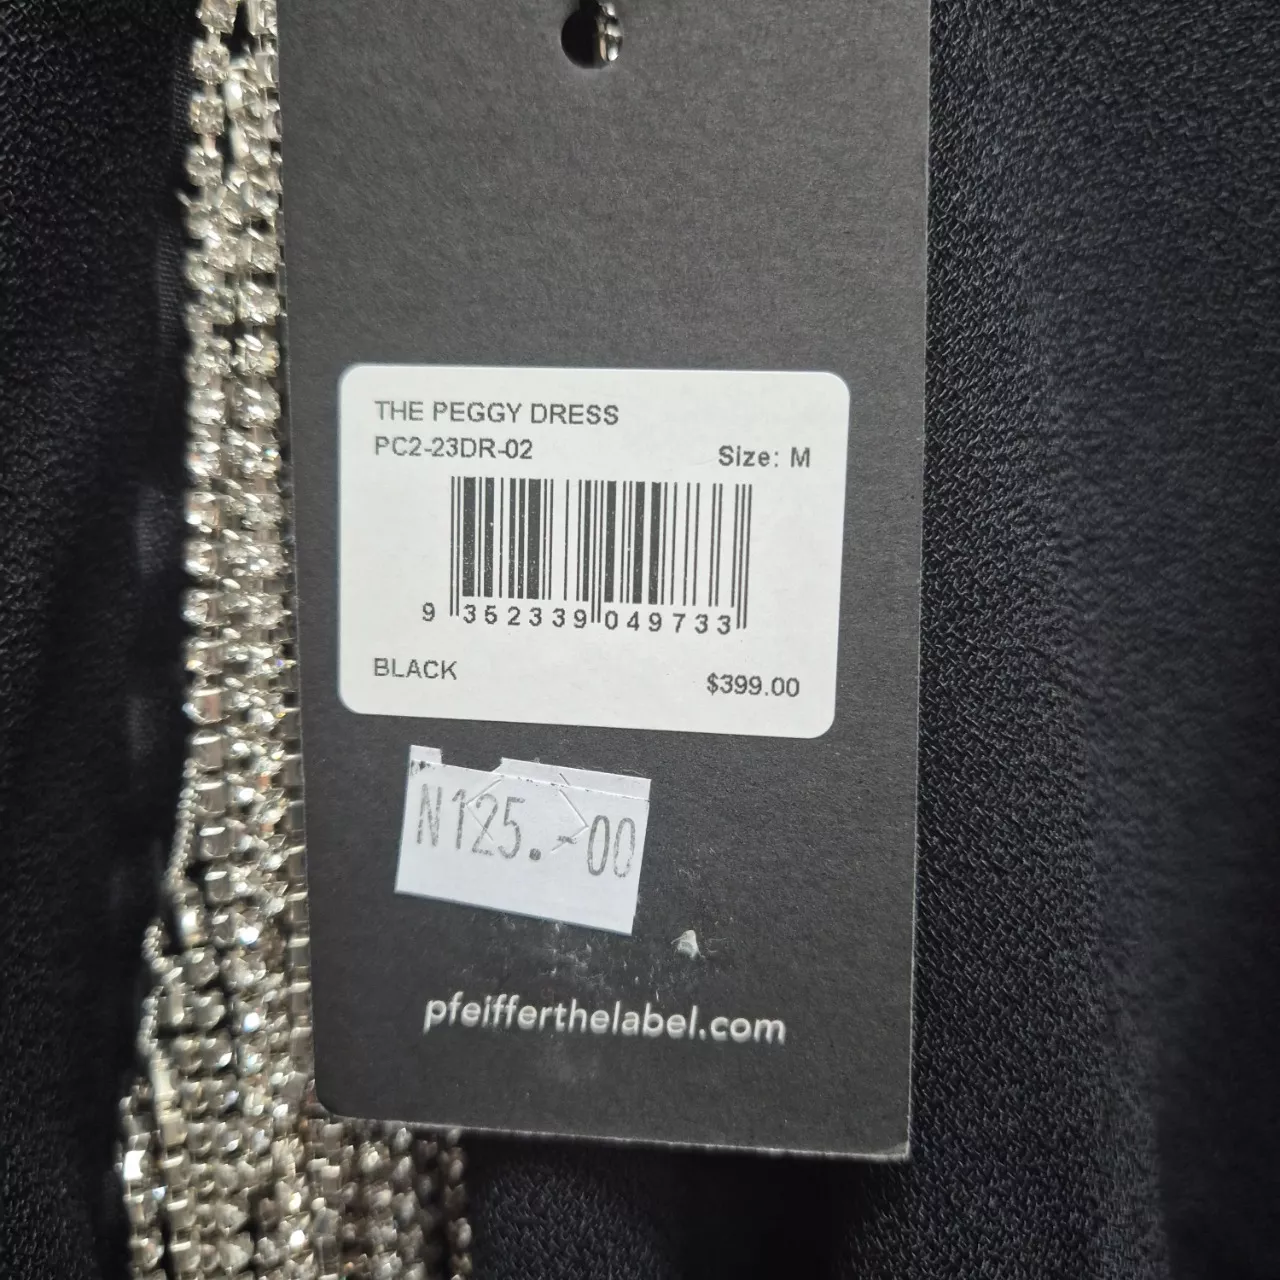 THE PEGGY DRESS
PC2-23DR-02
Size: M
9 352339 049733
BLACK
$399.00
N125.-00
pfeifferthelabel.com